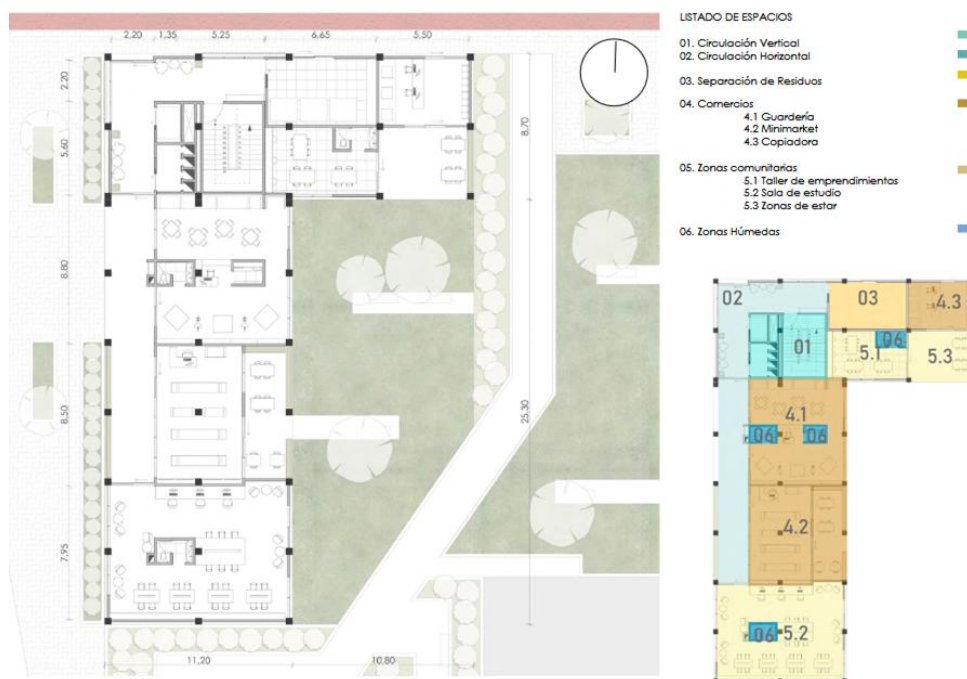 2,20 1,35 5,25 6,65 5,50
2,20
5,60
8,80
8,50
7,95
8,70
25,30
11,20 10,80
LISTADO DE ESPACIOS
01. Circulación Vertical
02. Circulación Horizontal
03. Separación de Residuos
04. Comercios
4.1 Guardería
4.2 Minimarket
4.3 Copiadora
05. Zonas comunitarias
5.1 Taller de emprendimientos
5.2 Sala de estudio
5.3 Zonas de estar
06. Zonas Húmedas
02 03 4.3
01 5.1 06 5.3
4.1
06 06
4.2
06 5.2